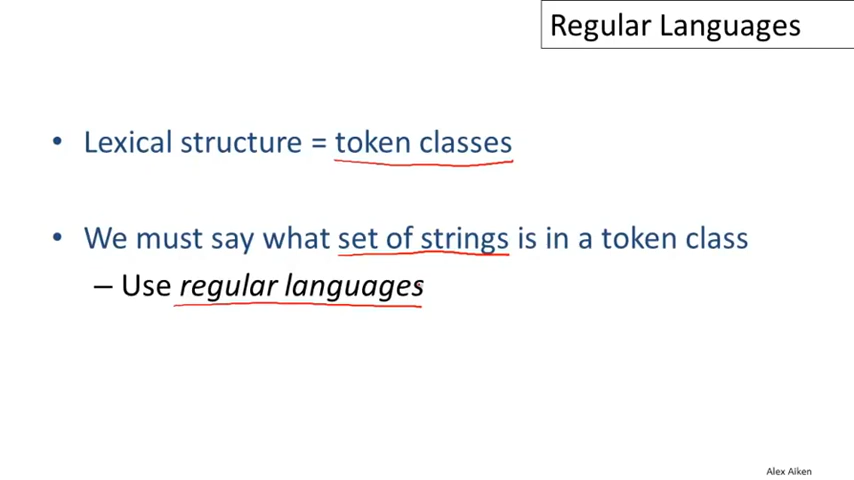 Regular Languages
• Lexical structure = token classes
• We must say what set of strings is in a token class
– Use regular languages
Alex Aiken